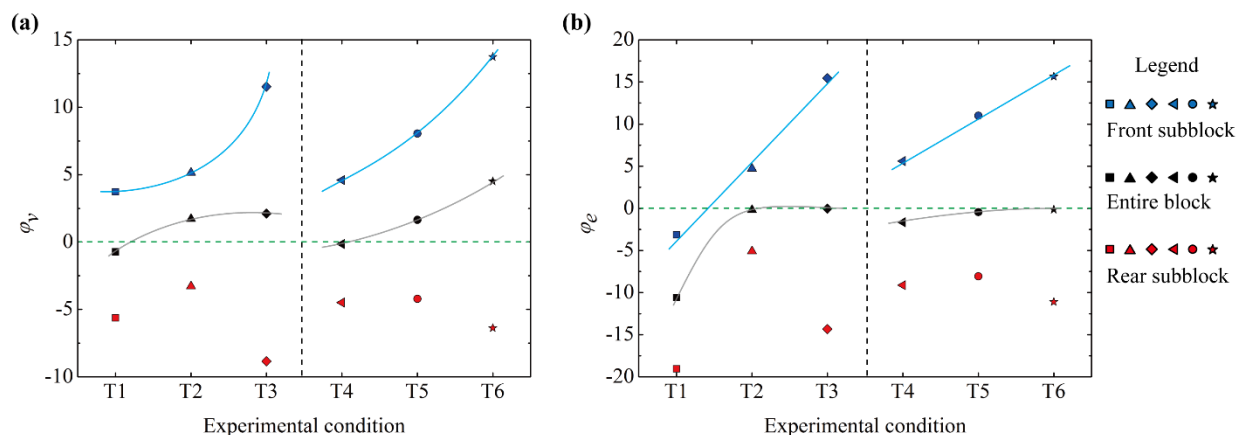 (a)
15
10
5
0
-5
-10
φv
T1 T2 T3 T4 T5 T6
Experimental condition
(b)
20
15
10
5
0
-5
-10
-15
-20
φe
T1 T2 T3 T4 T5 T6
Experimental condition
Legend
Front subblock
Entire block
Rear subblock